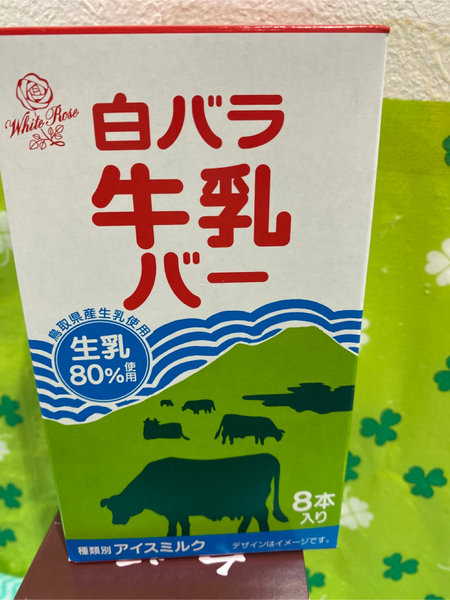 白
White Rose
白バラ
牛乳
バー
鳥取県産生乳使用
生乳
80%使用
8本
入り
種類別 アイスミルク
デザインはイメージです。